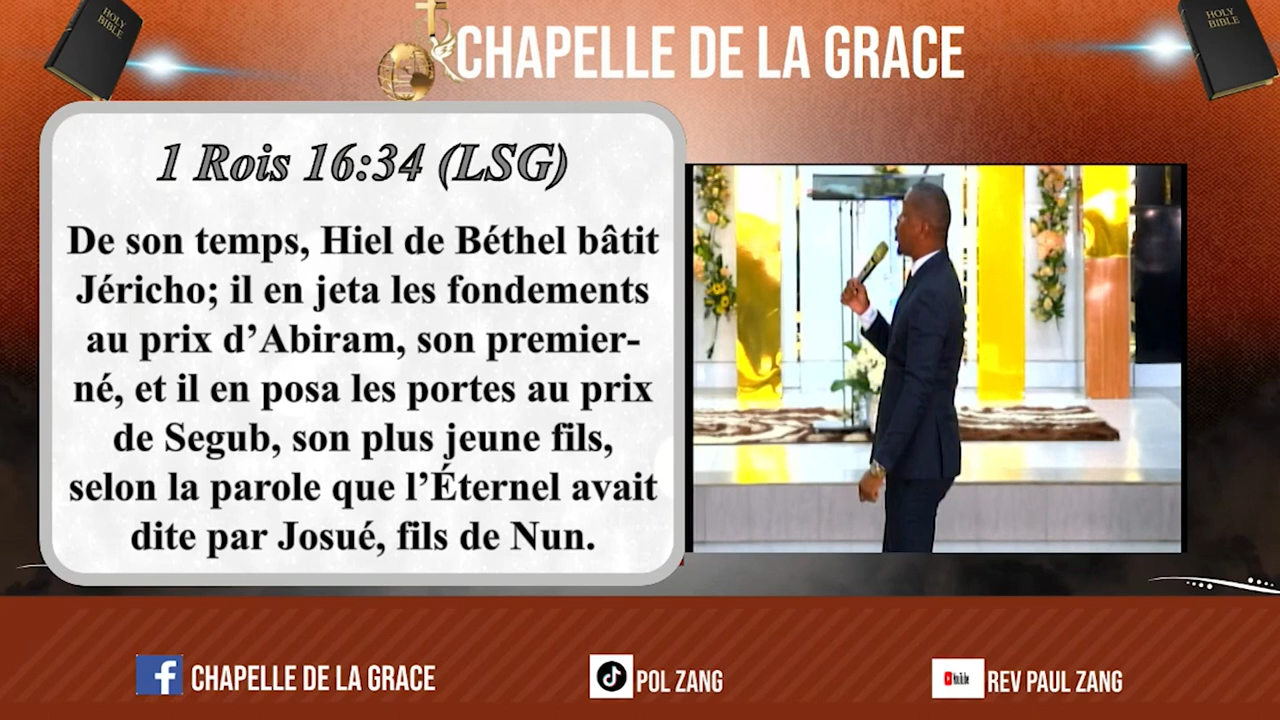 HOLY
BIBLE
CHAPELLE DE LA GRACE
HOLY
BIBLE
1 Rois 16:34 (LSG)
De son temps, Hiel de Béthel bâtit
Jéricho; il en jeta les fondements
au prix d’Abiram, son premier-
né, et il en posa les portes au prix
de Segub, son plus jeune fils,
selon la parole que l’Éternel avait
dite par Josué, fils de Nun.
CHAPELLE DE LA GRACE
POL ZANG
YouTube
REV PAUL ZANG